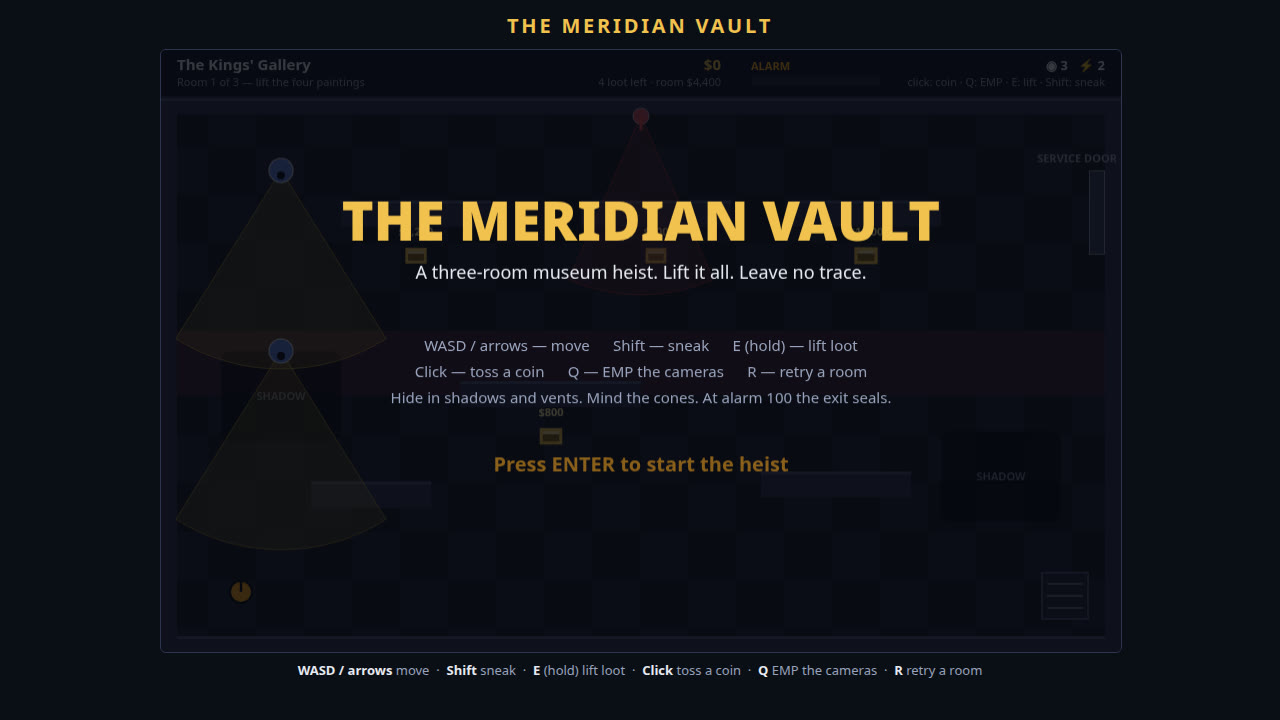 THE MERIDIAN VAULT
The Kings' Gallery
$0
ALARM
◉ 3 ⚡ 2
Room 1 of 3 — lift the four paintings
4 loot left · room $4,400
click: coin · Q: EMP · E: lift · Shift: sneak
SERVICE DOOR
THE MERIDIAN VAULT
A three-room museum heist. Lift it all. Leave no trace.
WASD / arrows — move Shift — sneak E (hold) — lift loot
Click — toss a coin Q — EMP the cameras R — retry a room
Hide in shadows and vents. Mind the cones. At alarm 100 the exit seals.
SHADOW
$800
Press ENTER to start the heist
SHADOW
WASD / arrows move · Shift sneak · E (hold) lift loot · Click toss a coin · Q EMP the cameras · R retry a room